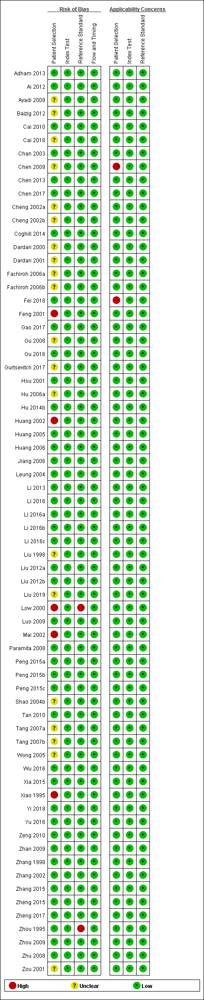 Risk of Bias Applicability Concerns
Patient Selection Index Test Reference Standard Flow and Timing Patient Selection Index Test Reference Standard
Adham 2013 + + + + + + +
Ai 2012 + + + + + + +
Ayadi 2009 ? + + + + + +
Baizig 2012 ? + + + + + +
Cai 2010 + + + + + + +
Cai 2018 ? + + + + + +
Chan 2003 + + + + + + +
Chen 2009 ? + + + + +
Chen 2013 + + + + + + +
Chen 2017 + + + + + + +
Cheng 2002a ? + + + + + +
Cheng 2002b ? + + + + + +
Coghill 2014 + + + + + + +
Dardari 2000 ? + + + + + +
Dardari 2001 ? + + + + + +
Fachiroh 2006a ? + + + + + +
Fachiroh 2006b ? + + + + + +
Fei 2018 + + + + + +
Feng 2001 + + + + + +
Gao 2017 + + + + + + +
Gu 2008 ? + + + + + +
Gu 2016 + + + + + + +
Gurtsevitch 2017 ? + + + + + +
Hsu 2001 + + + + + + +
Hu 2006a ? + + + + + +
Hu 2014b + + + + + + +
Huang 2002 + + + + + +
Huang 2005 + + + + + + +
Huang 2006 + + + + + + +
Jiang 2006 + + + + + + +
Leung 2004 + + + + + + +
Li 2013 + + + + + + +
Li 2016 + + + + + + +
Li 2016a + + + + + + +
Li 2016b + + + + + + +
Li 2016c + + + + + + +
Liu 1998 ? + + + + + +
Liu 2012a + + + + + + +
Liu 2012b + + + + + + +
Liu 2019 ? + + + + + +
Low 2000 + + + + +
Luo 2009 + + + + + + +
Mai 2002 + + + + + +
Paramita 2008 + + + + + + +
Peng 2015a + + + + + + +
Peng 2015b + + + + + + +
Peng 2015c + + + + + + +
Shao 2004b ? + + + + + +
Tan 2010 + + + + + + +
Tang 2007a ? + + + + + +
Tang 2007b ? + + + + + +
Wong 2005 ? + + + + + +
Wu 2016 + + + + + + +
Xia 2015 + + + + + + +
Xiao 1995 + + + + + +
Yi 2018 + + + + + + +
Yu 2016 + + + + + + +
Zeng 2010 + + + + + + +
Zhan 2009 + + + + + + +
Zhang 1998 + + + + + + +
Zhang 2002 + + + + + + +
Zhang 2015 + + + + + + +
Zheng 2015 + + + + + + +
Zheng 2017 + + + + + + +
Zhou 1995 + + + + + +
Zhou 2009 + + + + + + +
Zhu 2008 + + + + + + +
Zou 2001 ? + + + + + +
High ? Unclear + Low